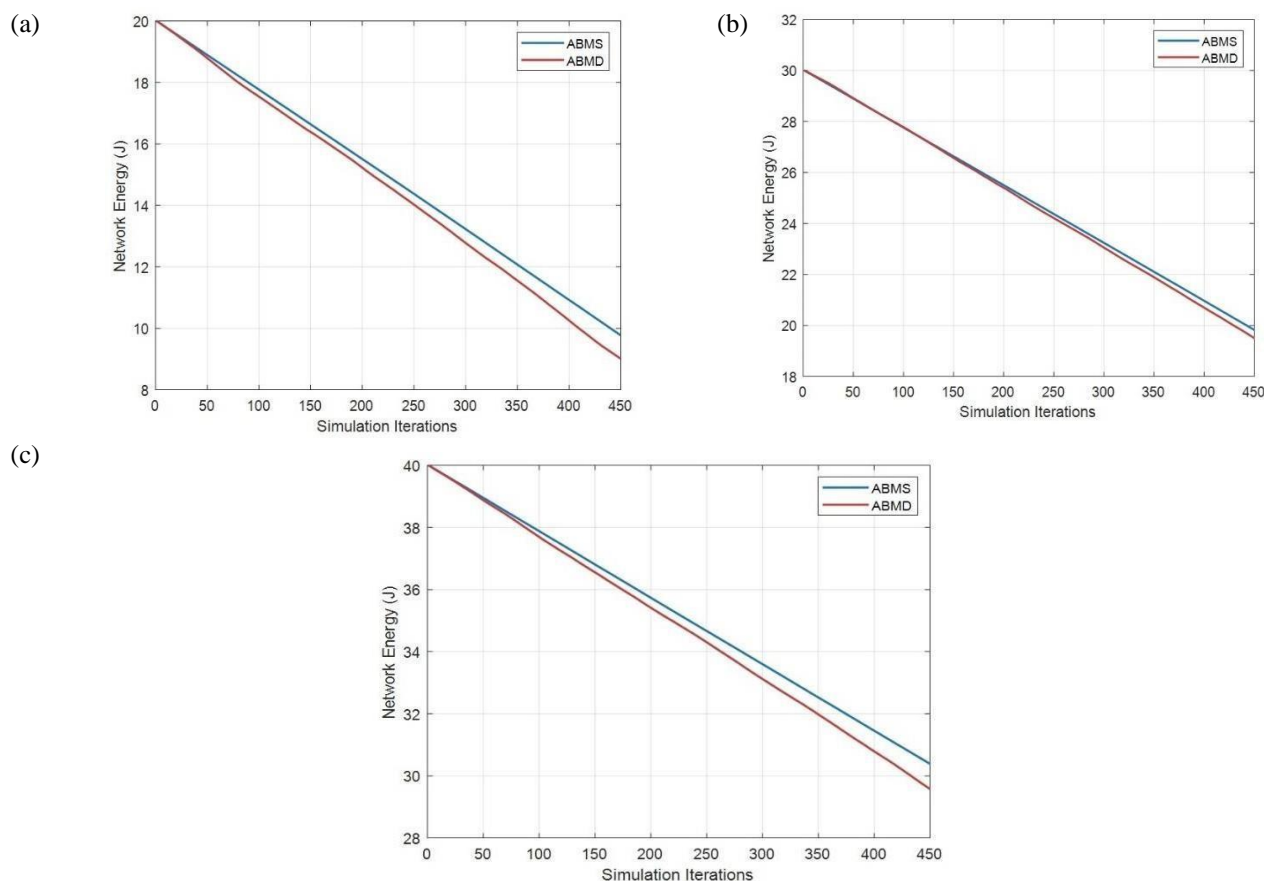 (a)
20
18
16
14
12
10
8
Network Energy (J)
ABMS
ABMD
0 50 100 150 200 250 300 350 400 450
Simulation Iterations
(b)
32
30
28
26
24
22
20
18
Network Energy (J)
ABMS
ABMD
0 50 100 150 200 250 300 350 400 450
Simulation Iterations
(c)
40
38
36
34
32
30
28
Network Energy (J)
ABMS
ABMD
0 50 100 150 200 250 300 350 400 450
Simulation Iterations